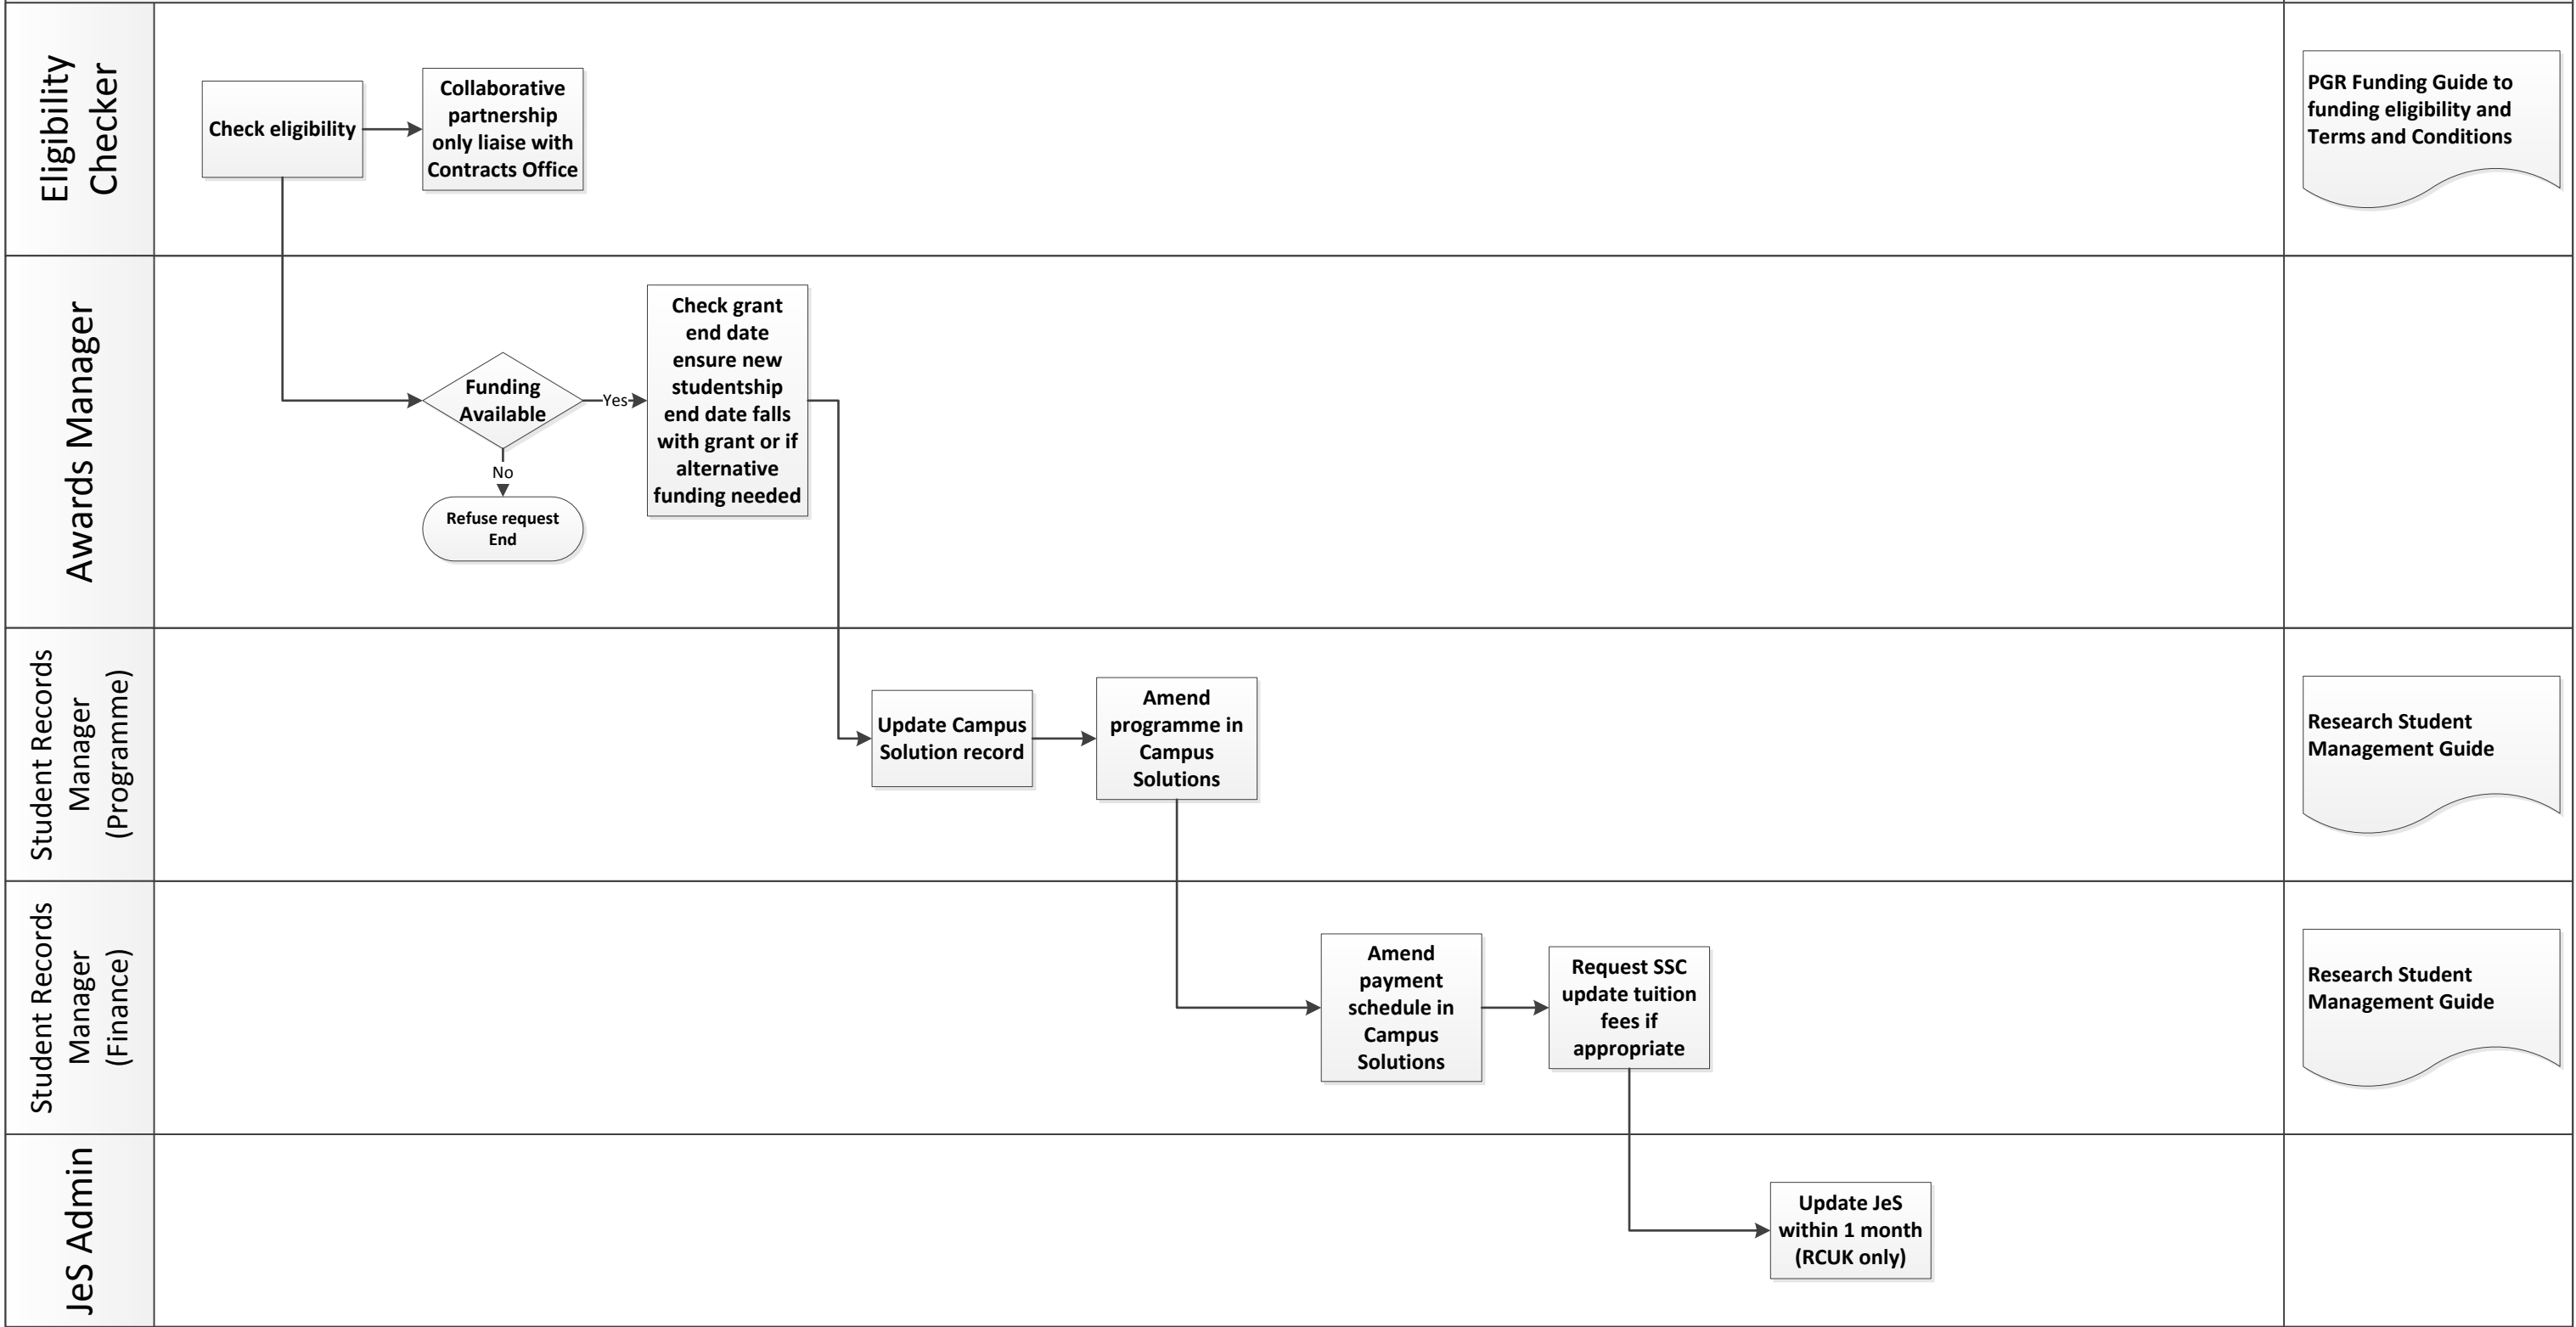 Eligibility
Checker
Check eligibility
Collaborative
partnership
only liaise with
Contracts Office
PGR Funding Guide to
funding eligibility and
Terms and Conditions
Awards Manager
Funding
Available
Yes
No
Refuse request
End
Check grant
end date
ensure new
studentship
end date falls
with grant or if
alternative
funding needed
Student Records
Manager
(Programme)
Update Campus
Solution record
Amend
programme in
Campus
Solutions
Research Student
Management Guide
Student Records
Manager
(Finance)
Amend
payment
schedule in
Campus
Solutions
Request SSC
update tuition
fees if
appropriate
Research Student
Management Guide
JeS Admin
Update JeS
within 1 month
(RCUK only)